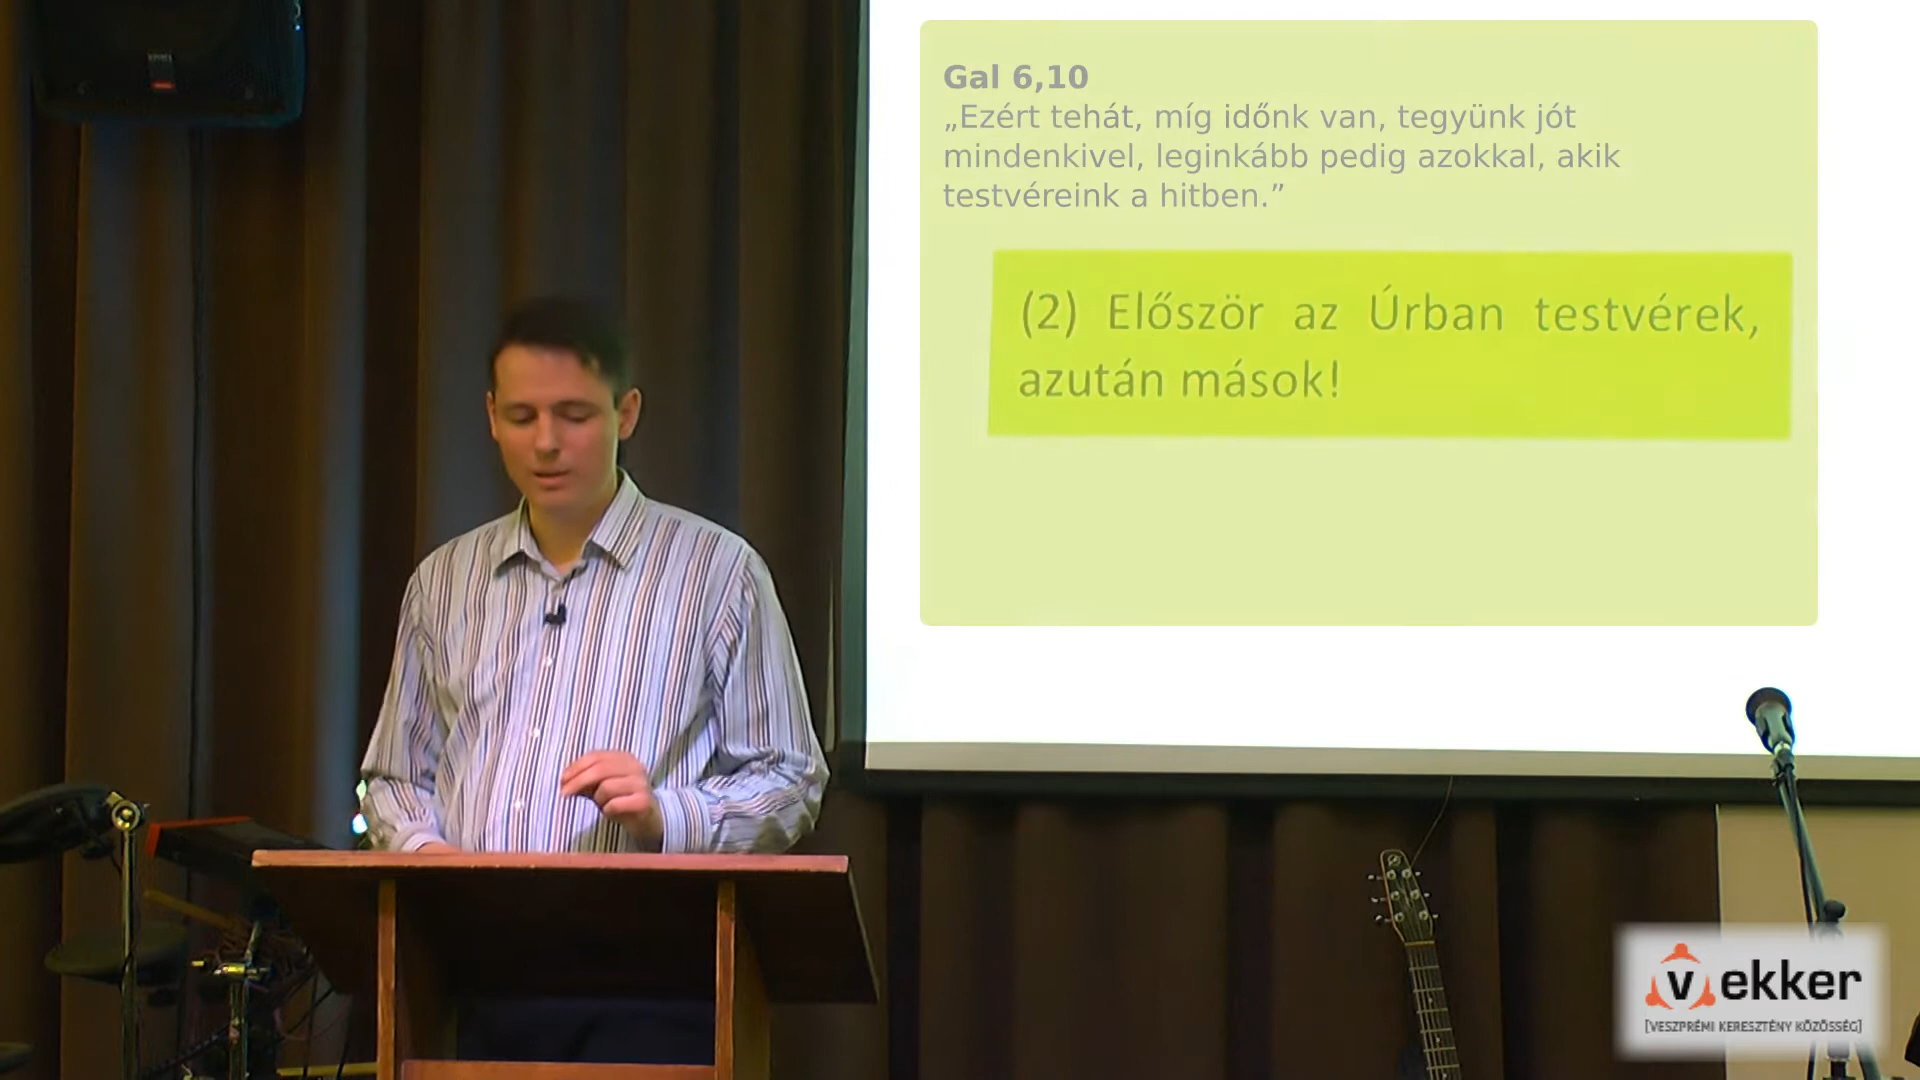 Gal 6,10
„Ezért tehát, míg időnk van, tegyünk jót
mindenkivel, leginkább pedig azokkal, akik
testvéreink a hitben.”
(2) Először az Úrban testvérek,
azután mások!
vekker
[VESZPRÉMI KERESZTÉNY KÖZÖSSÉG]